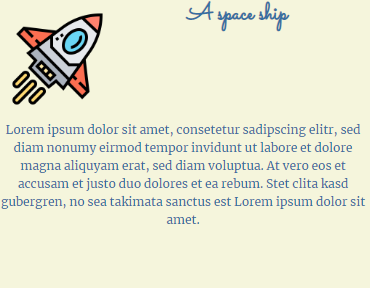 A space ship
Lorem ipsum dolor sit amet, consetetur sadipscing elitr, sed
diam nonumy eirmod tempor invidunt ut labore et dolore
magna aliquyam erat, sed diam voluptua. At vero eos et
accusam et justo duo dolores et ea rebum. Stet clita kasd
gubergren, no sea takimata sanctus est Lorem ipsum dolor sit
amet.